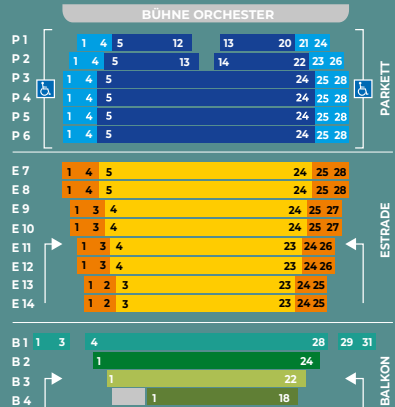 BÜHNE ORCHESTER
P 1 1 4 5 12 13 20 21 24
P 2 1 4 5 13 14 22 23 26
P 3 1 4 5 24 25 28
P 4 1 4 5 24 25 28
P 5 1 4 5 24 25 28
P 6 1 4 5 24 25 28
PARKETT
E 7 1 4 5 24 25 28
E 8 1 4 5 24 25 28
E 9 1 3 4 24 25 27
E 10 1 3 4 24 25 27
E 11 1 3 4 23 24 26
E 12 1 3 4 23 24 26
E 13 1 2 3 23 24 25
E 14 1 2 3 23 24 25
ESTRADE
B 1 1 3 4 28 29 31
B 2 1 24
B 3 1 22
B 4 1 18
BALKON